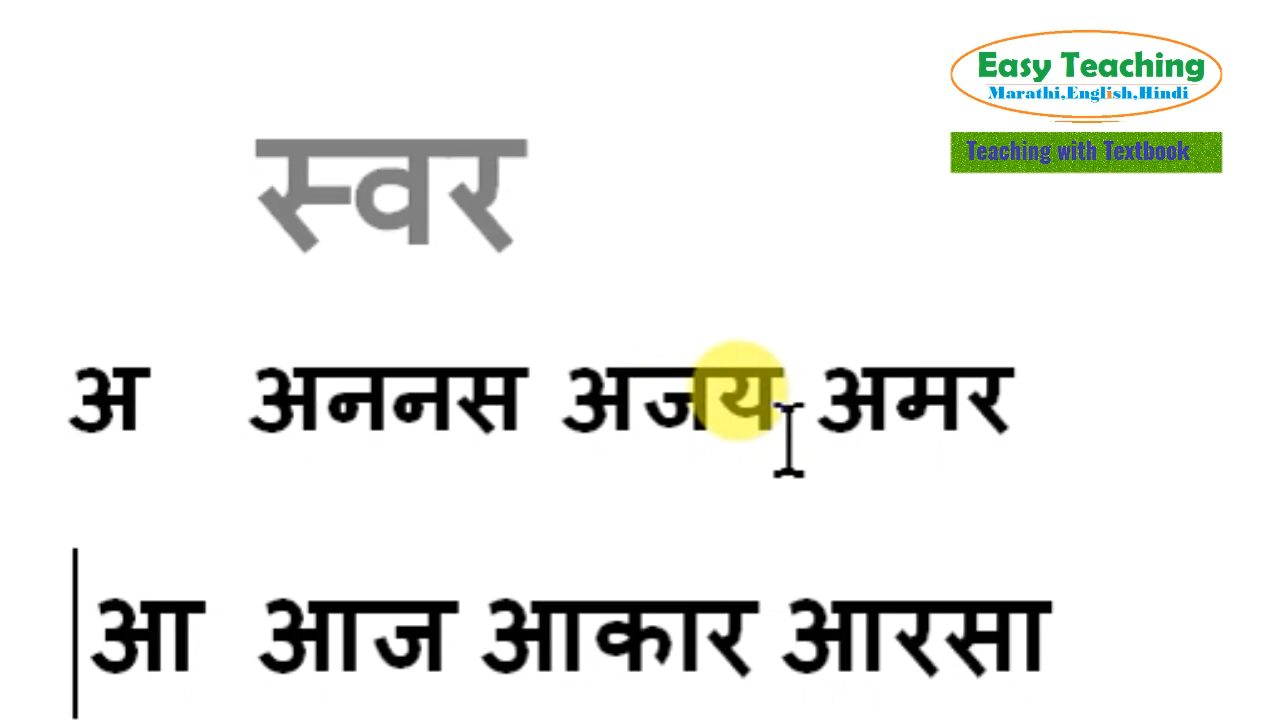 Easy Teaching
Marathi,English,Hindi
Teaching with Textbook
स्वर
अ अननस अजय अमर
आ आज आकार आरसा